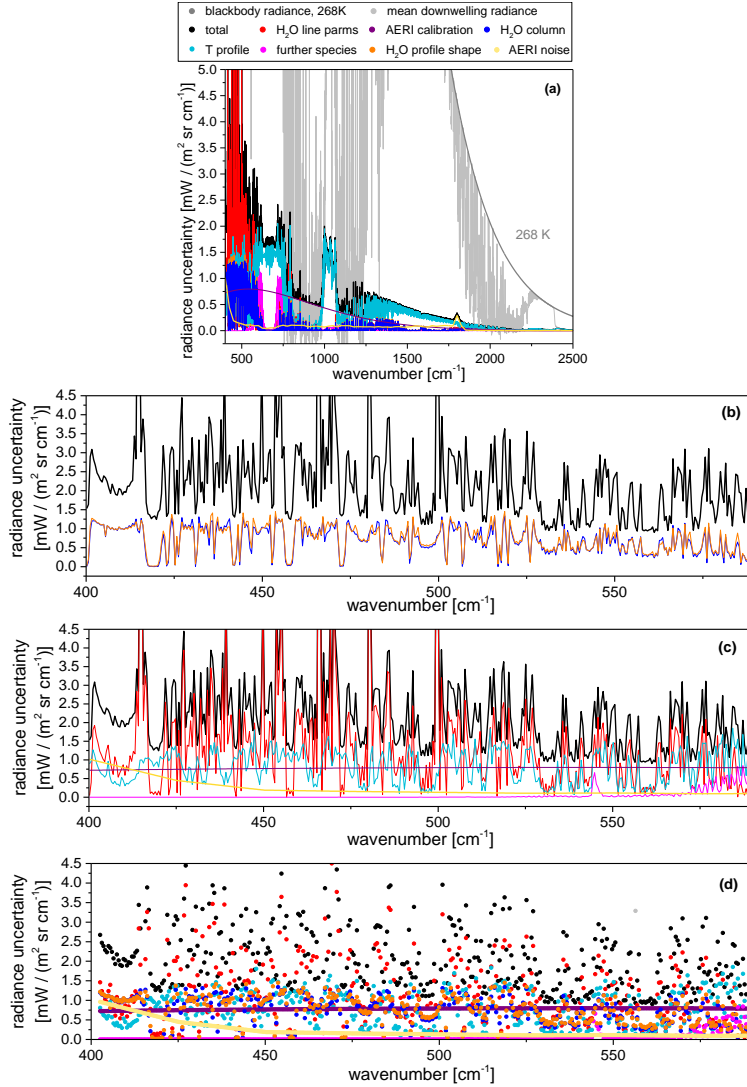 blackbody radiance, 268K mean downwelling radiance
total H₂O line parms AERI calibration H₂O column
T profile further species H₂O profile shape AERI noise
5.0
4.5
4.0
3.5
3.0
2.5
2.0
1.5
1.0
0.5
0.0
radiance uncertainty [mW / (m² sr cm⁻¹)]
(a)
268 K
500 1000 1500 2000 2500
wavenumber [cm⁻¹]
4.5
4.0
3.5
3.0
2.5
2.0
1.5
1.0
0.5
0.0
radiance uncertainty
[mW / (m² sr cm⁻¹)]
(b)
400 450 500 550
wavenumber [cm⁻¹]
4.5
4.0
3.5
3.0
2.5
2.0
1.5
1.0
0.5
0.0
radiance uncertainty
[mW / (m² sr cm⁻¹)]
(c)
400 450 500 550
wavenumber [cm⁻¹]
4.5
4.0
3.5
3.0
2.5
2.0
1.5
1.0
0.5
0.0
radiance uncertainty
[mW / (m² sr cm⁻¹)]
(d)
400 450 500 550
wavenumber [cm⁻¹]